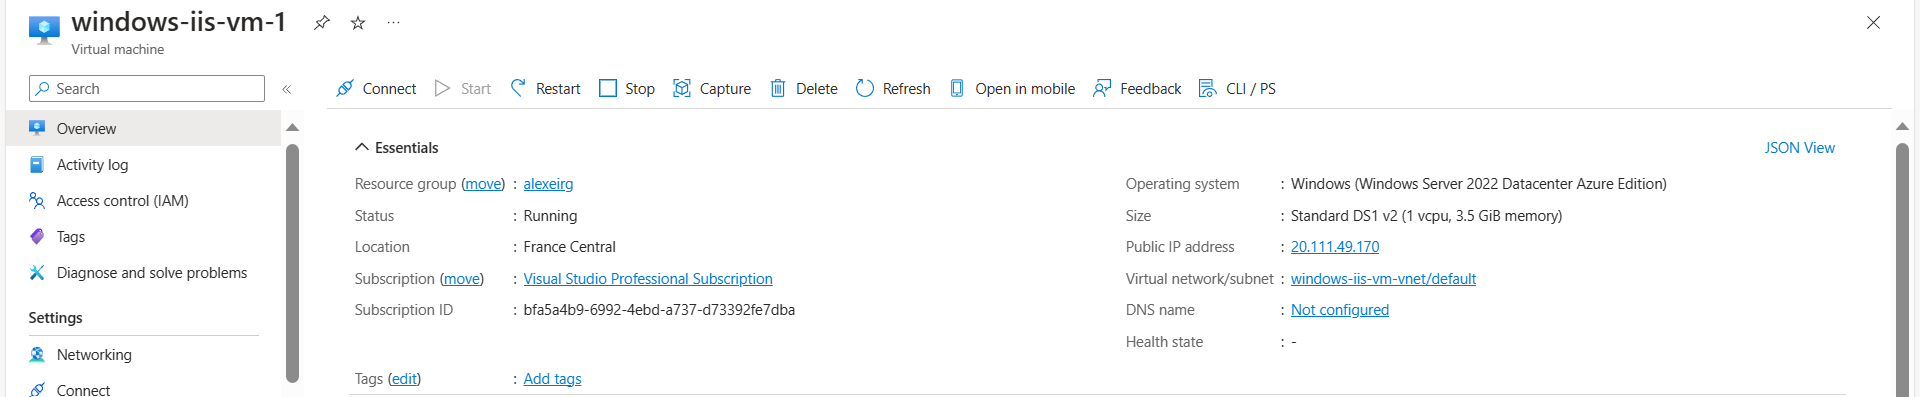 windows-iis-vm-1
Virtual machine
Search
Connect Start Restart Stop Capture Delete Refresh Open in mobile Feedback CLI / PS
Overview
Activity log
Access control (IAM)
Tags
Diagnose and solve problems
Settings
Networking
Connect
Essentials
JSON View
Resource group (move) : alexeirg
Status : Running
Location : France Central
Subscription (move) : Visual Studio Professional Subscription
Subscription ID : bfa5a4b9-6992-4ebd-a737-d73392fe7dba
Operating system : Windows (Windows Server 2022 Datacenter Azure Edition)
Size : Standard DS1 v2 (1 vcpu, 3.5 GiB memory)
Public IP address : 20.111.49.170
Virtual network/subnet : windows-iis-vm-vnet/default
DNS name : Not configured
Health state : -
Tags (edit) : Add tags